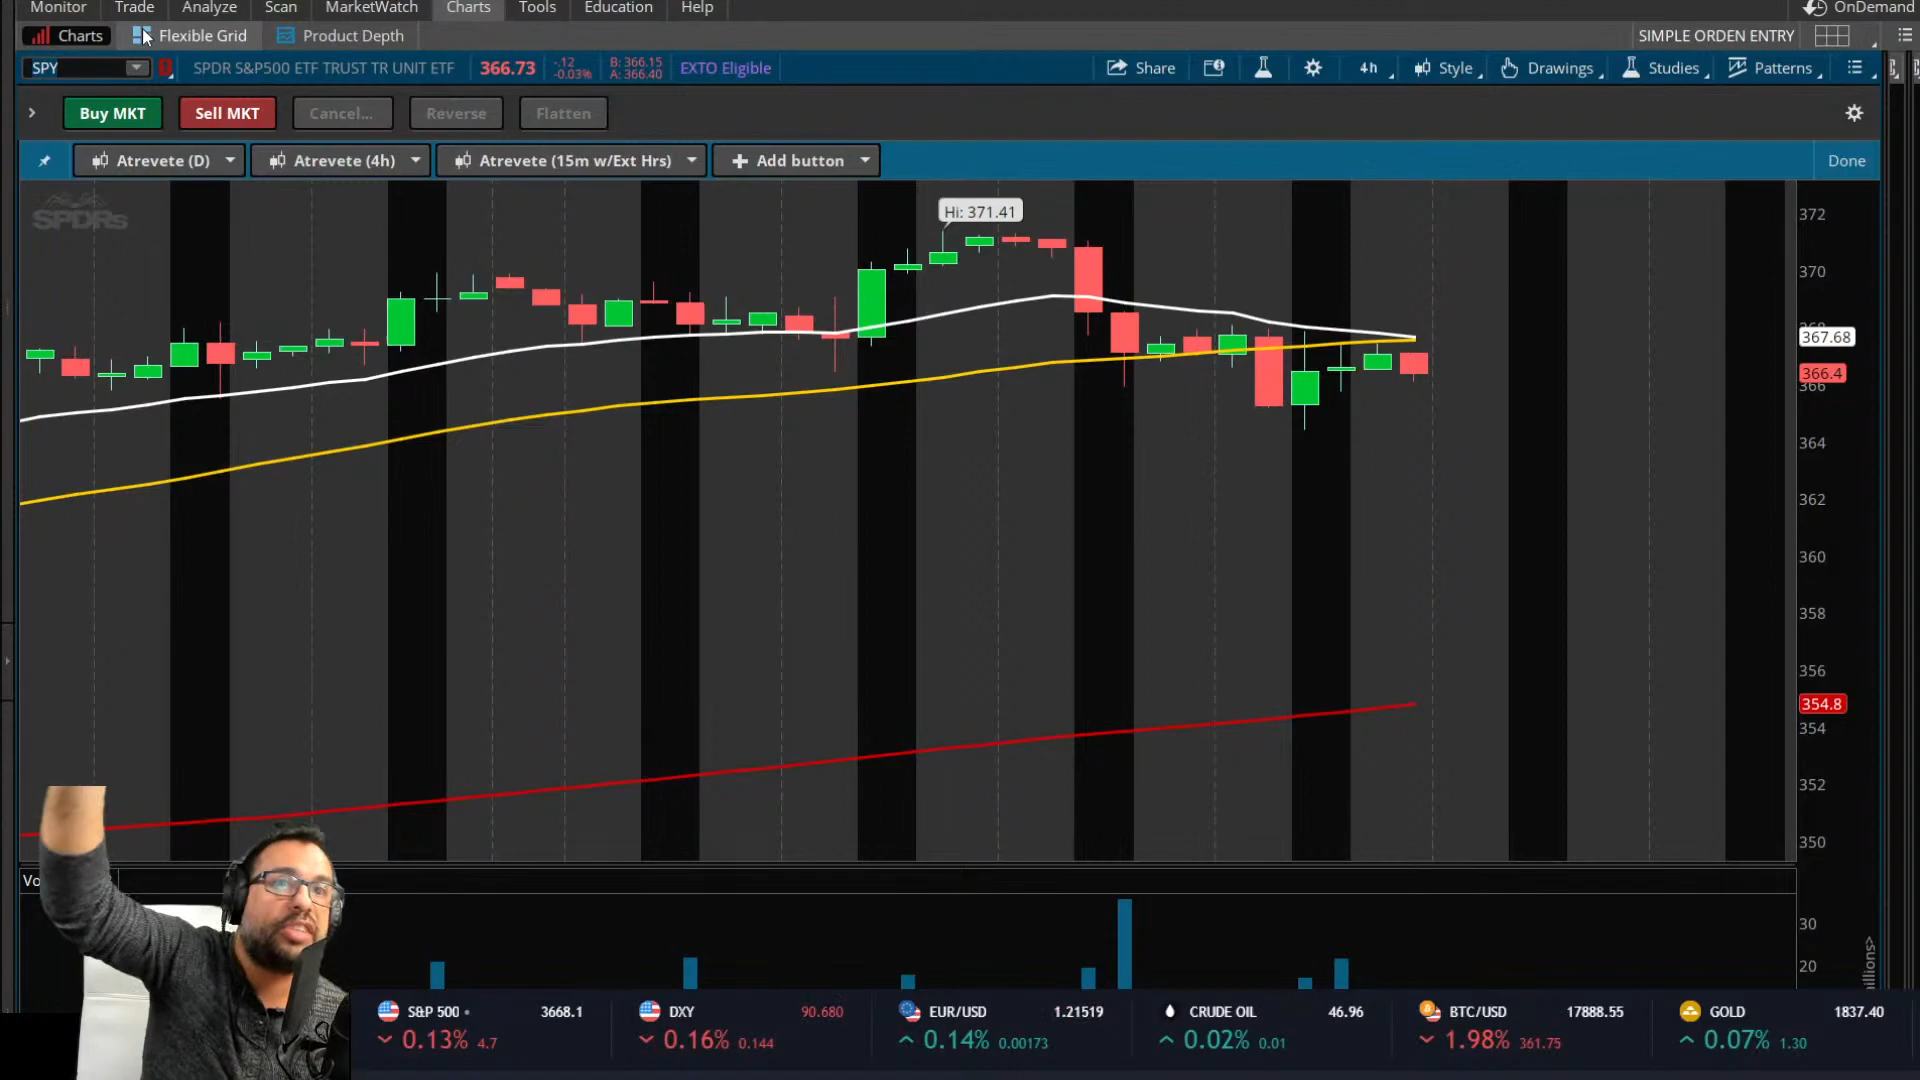 Monitor Trade Analyze Scan MarketWatch Charts Tools Education Help OnDemand
Charts Flexible Grid Product Depth SIMPLE ORDEN ENTRY
SPY SPDR S&P500 ETF TRUST TR UNIT ETF 366.73 -.12 -0.03% B: 366.15 A: 366.40 EXTO Eligible Share 4h Style Drawings Studies Patterns
Buy MKT Sell MKT Cancel... Reverse Flatten
Atrevete (D) Atrevete (4h) Atrevete (15m w/Ext Hrs) Add button Done
SPDRs
Hi: 371.41
372
370
367.68
366.4
366
364
362
360
358
356
354.8
354
352
350
30
20
S&P 500 3668.1 DXY 90.680 EUR/USD 1.21519 CRUDE OIL 46.96 BTC/USD 17888.55 GOLD 1837.40
0.13% 4.7 0.16% 0.144 0.14% 0.00173 0.02% 0.01 1.98% 361.75 0.07% 1.30